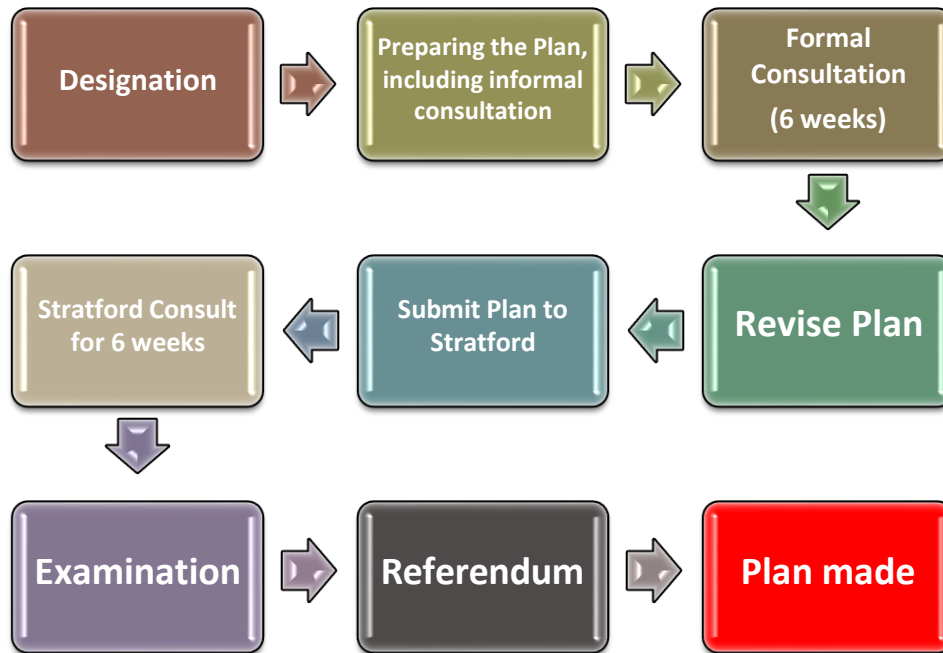 Designation
Preparing the Plan,
including informal
consultation
Formal
Consultation
(6 weeks)
Revise Plan
Submit Plan to
Stratford
Stratford Consult
for 6 weeks
Examination
Referendum
Plan made